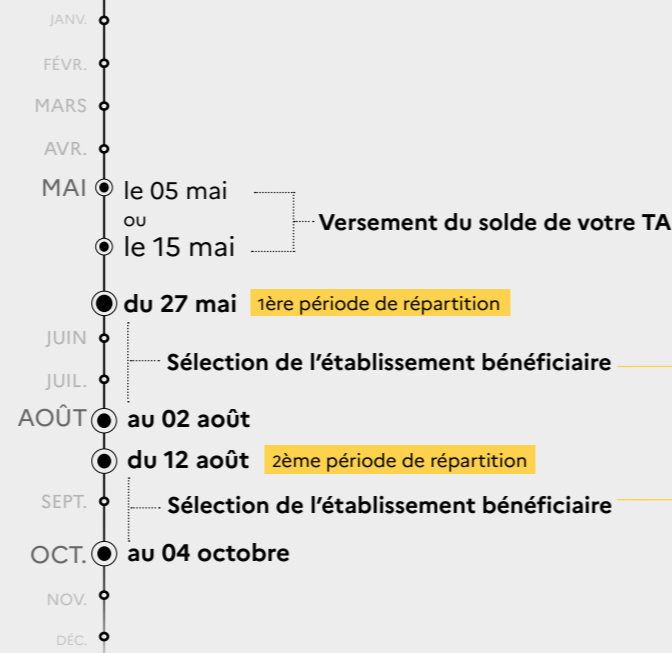 JANV.
FÉVR.
MARS
AVR.
MAI le 05 mai
ou
Versement du solde de votre TA
le 15 mai
du 27 mai 1ère période de répartition
JUIN
Sélection de l'établissement bénéficiaire
JUIL.
AOÛT au 02 août
du 12 août 2ème période de répartition
SEPT. Sélection de l'établissement bénéficiaire
OCT. au 04 octobre
NOV.
DÉC.